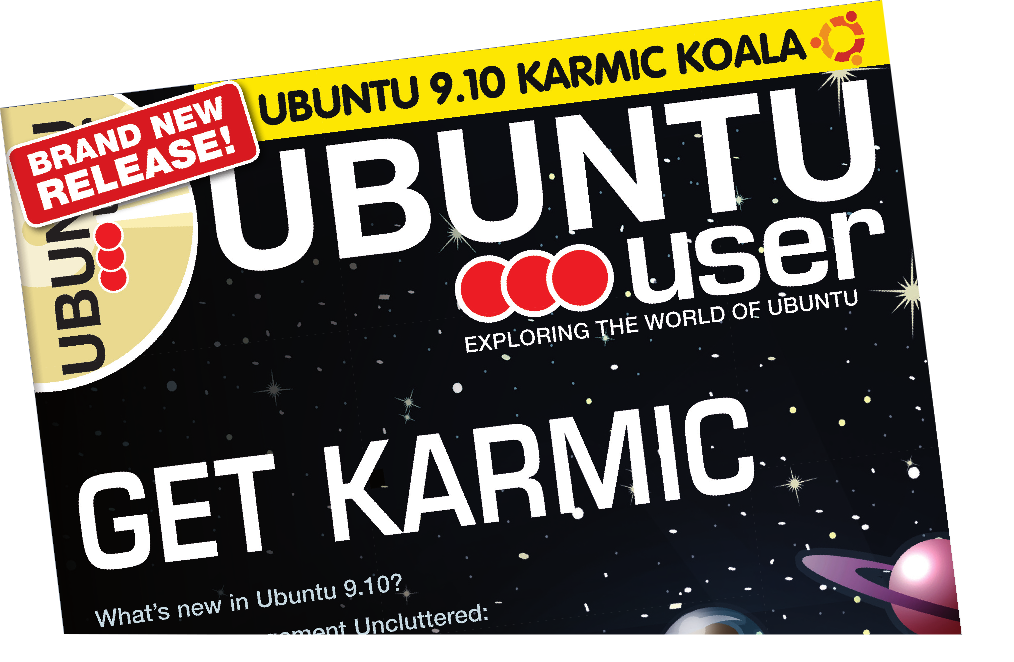 UBUNTU 9.10 KARMIC KOALA
BRAND NEW
RELEASE!
UBUNTU
user
EXPLORING THE WORLD OF UBUNTU
GET KARMIC
What's new in Ubuntu 9.10?
Uncluttered: